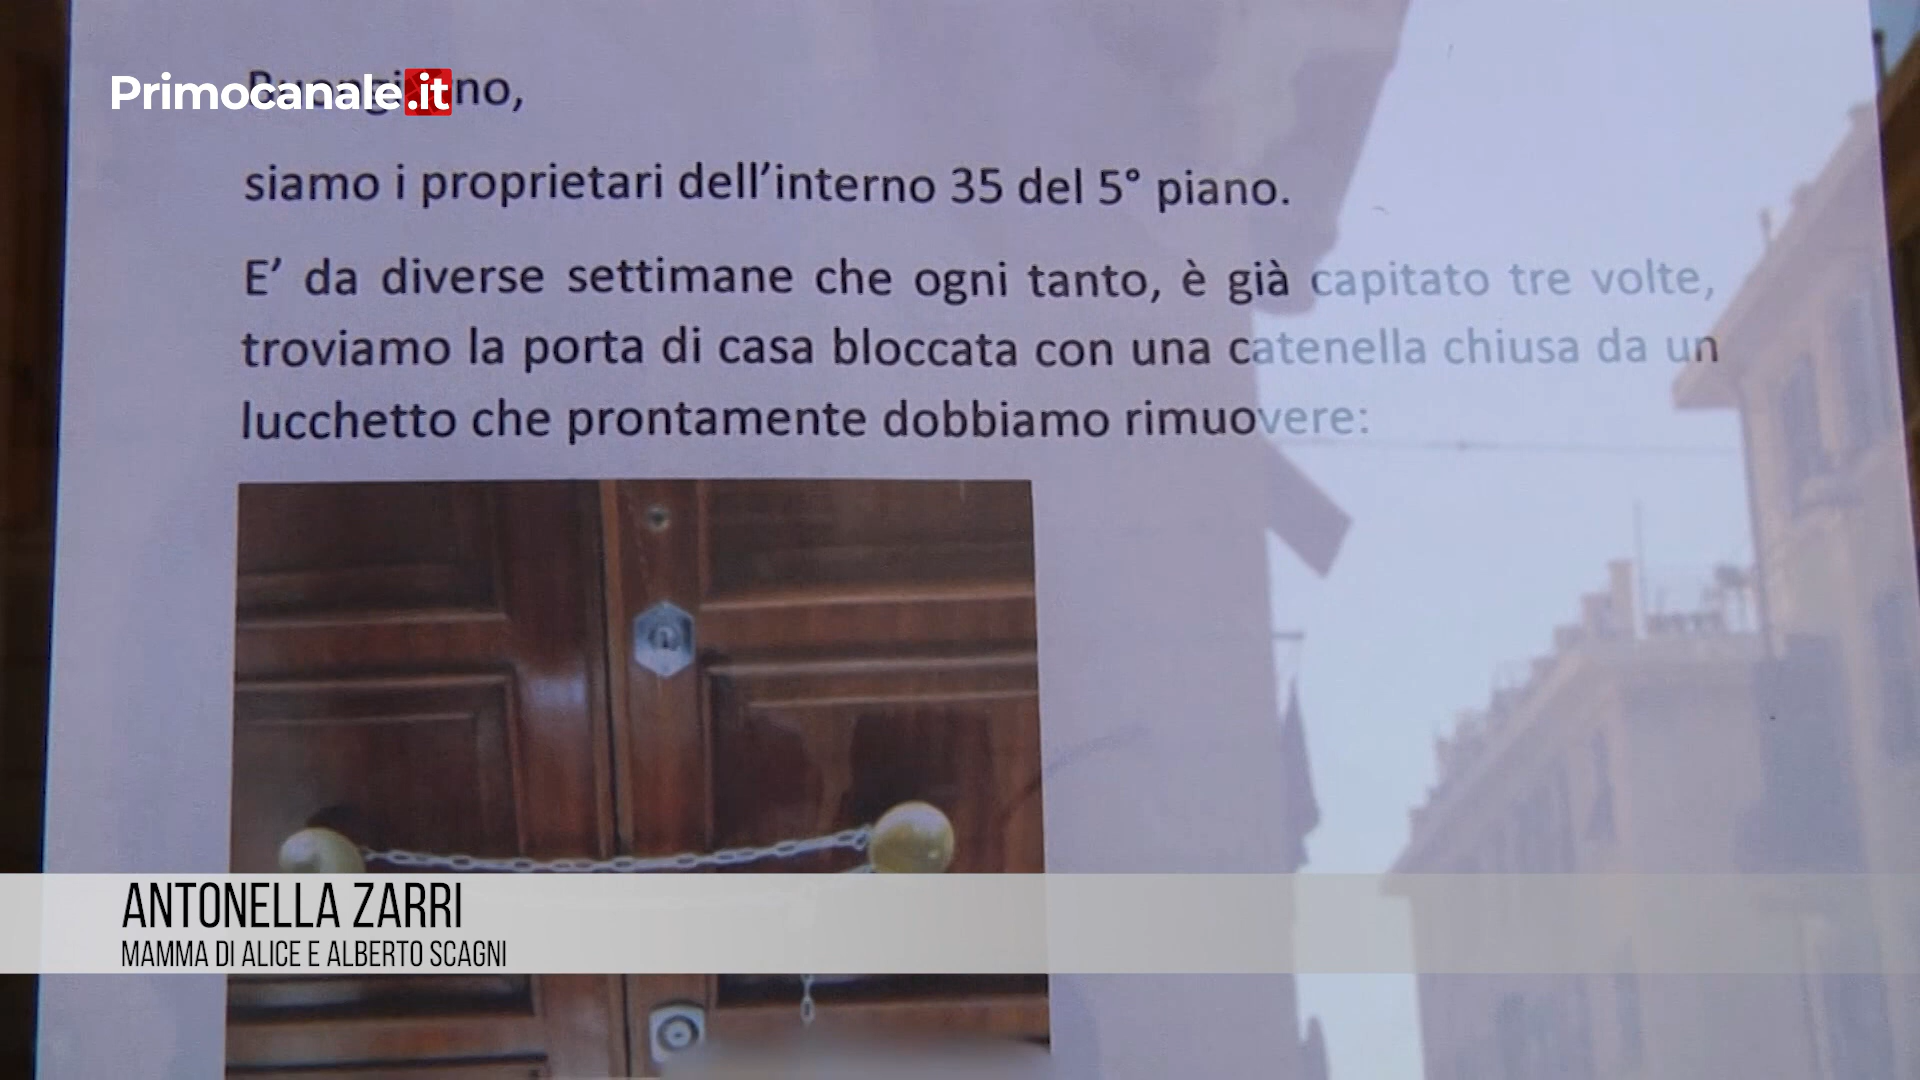 Primocanale.it
Buongiorno,
siamo i proprietari dell'interno 35 del 5° piano.
E' da diverse settimane che ogni tanto, è già capitato tre volte,
troviamo la porta di casa bloccata con una catenella chiusa da un
lucchetto che prontamente dobbiamo rimuovere:
ANTONELLA ZARRI
MAMMA DI ALICE E ALBERTO SCAGNI